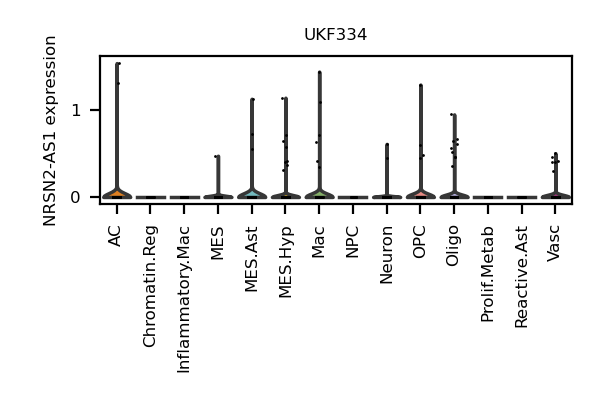 UKF334
NRSN2-AS1 expression
1
0
AC
Chromatin.Reg
Inflammatory.Mac
MES
MES.Ast
MES.Hyp
Mac
NPC
Neuron
OPC
Oligo
Prolif.Metab
Reactive.Ast
Vasc